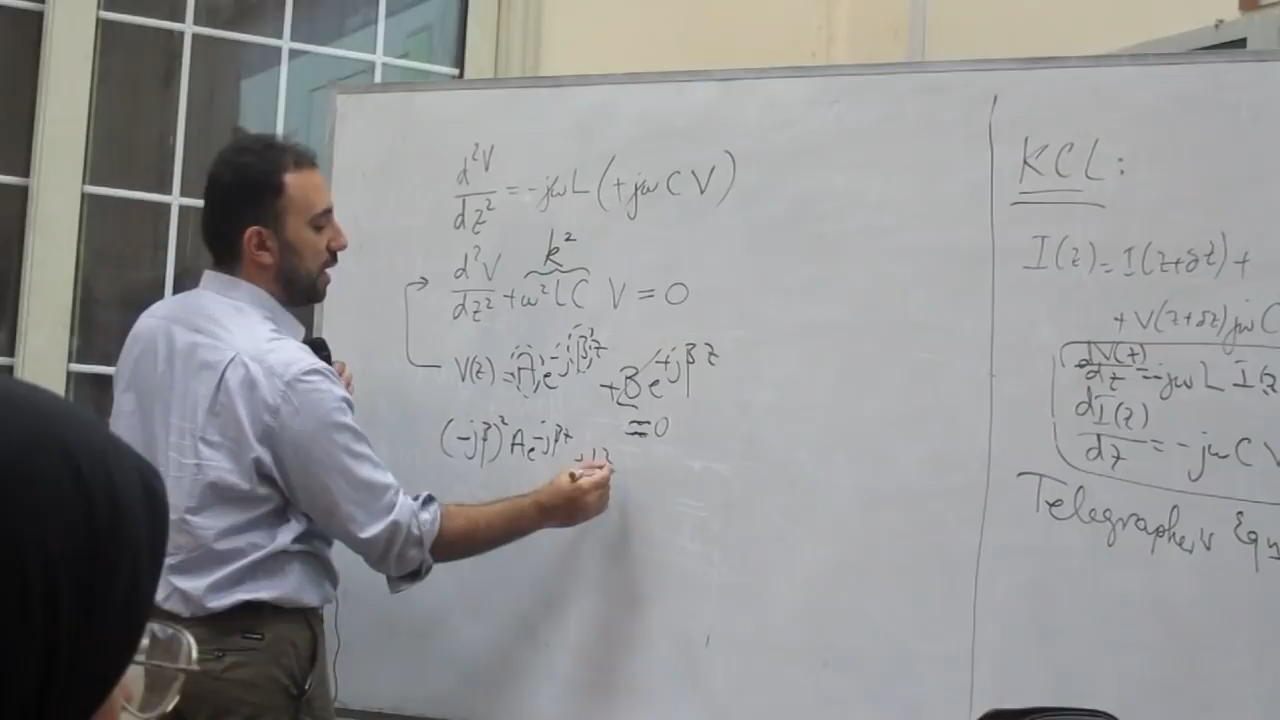 d²V/dz² = -jωL (+jωCV)
k²
d²V/dz² + ω²LC V = 0
V(z) = A e^-jβz + B e^+jβz
= 0
(-jβ)² A e^-jβz +
KCL:
I(z) = I(z+δz) +
+ V(z+δz) jωC
dV(z)/dz = -jωL I(z
dI(z)/dz = -jωC V
Telegrapher's Eqn